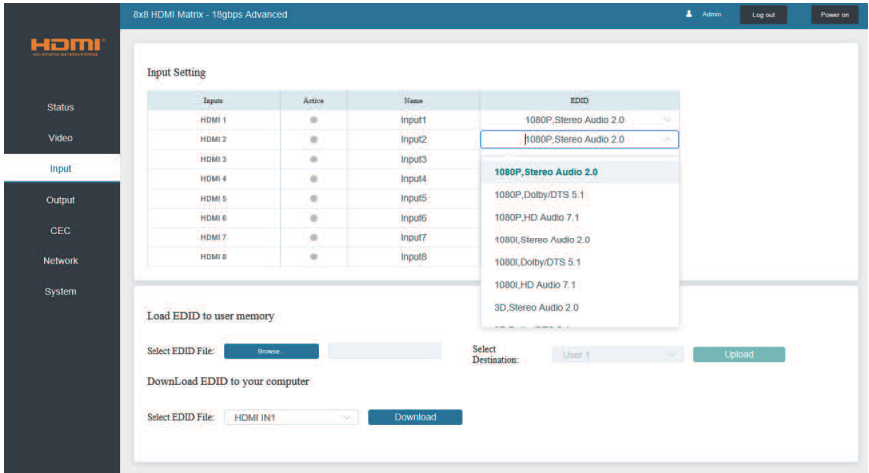 8x8 HDMI Matrix - 18gbps Advanced
Admin
Log out
Power on
HDMI
Status
Video
Input
Output
CEC
Network
System
Input Setting
Inputs Active Name EDID
HDMI 1 Input1 1080P,Stereo Audio 2.0
HDMI 2 Input2 1080P,Stereo Audio 2.0
HDMI 3 Input3
HDMI 4 Input4
HDMI 5 Input5
HDMI 6 Input6
HDMI 7 Input7
HDMI 8 Input8
1080P,Stereo Audio 2.0
1080P,Dolby/DTS 5.1
1080P,HD Audio 7.1
1080I,Stereo Audio 2.0
1080I,Dolby/DTS 5.1
1080I,HD Audio 7.1
3D,Stereo Audio 2.0
Load EDID to user memory
Select EDID File: Browse...
Select
Destination: User 1 Upload
DownLoad EDID to your computer
Select EDID File: HDMI IN1 Download